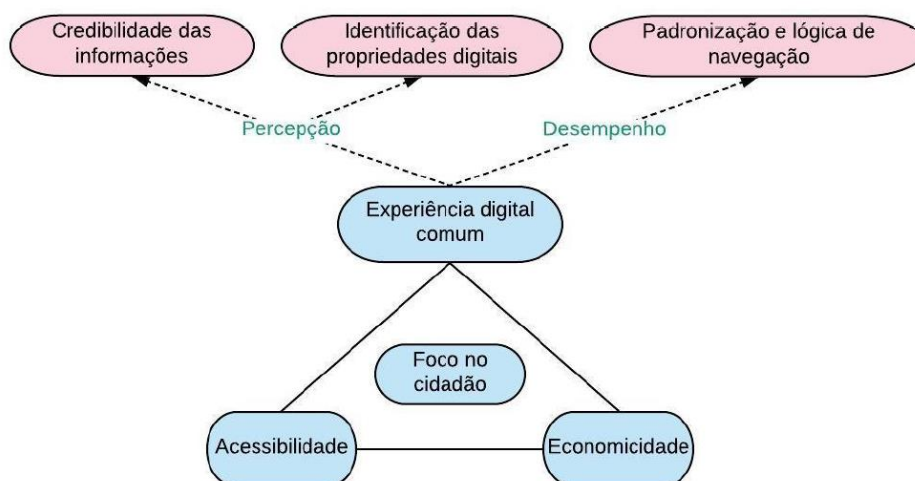 Credibilidade das
informações
Identificação das
propriedades digitais
Padronização e lógica de
navegação
Percepção
Desempenho
Experiência digital
comum
Foco no
cidadão
Acessibilidade
Economicidade